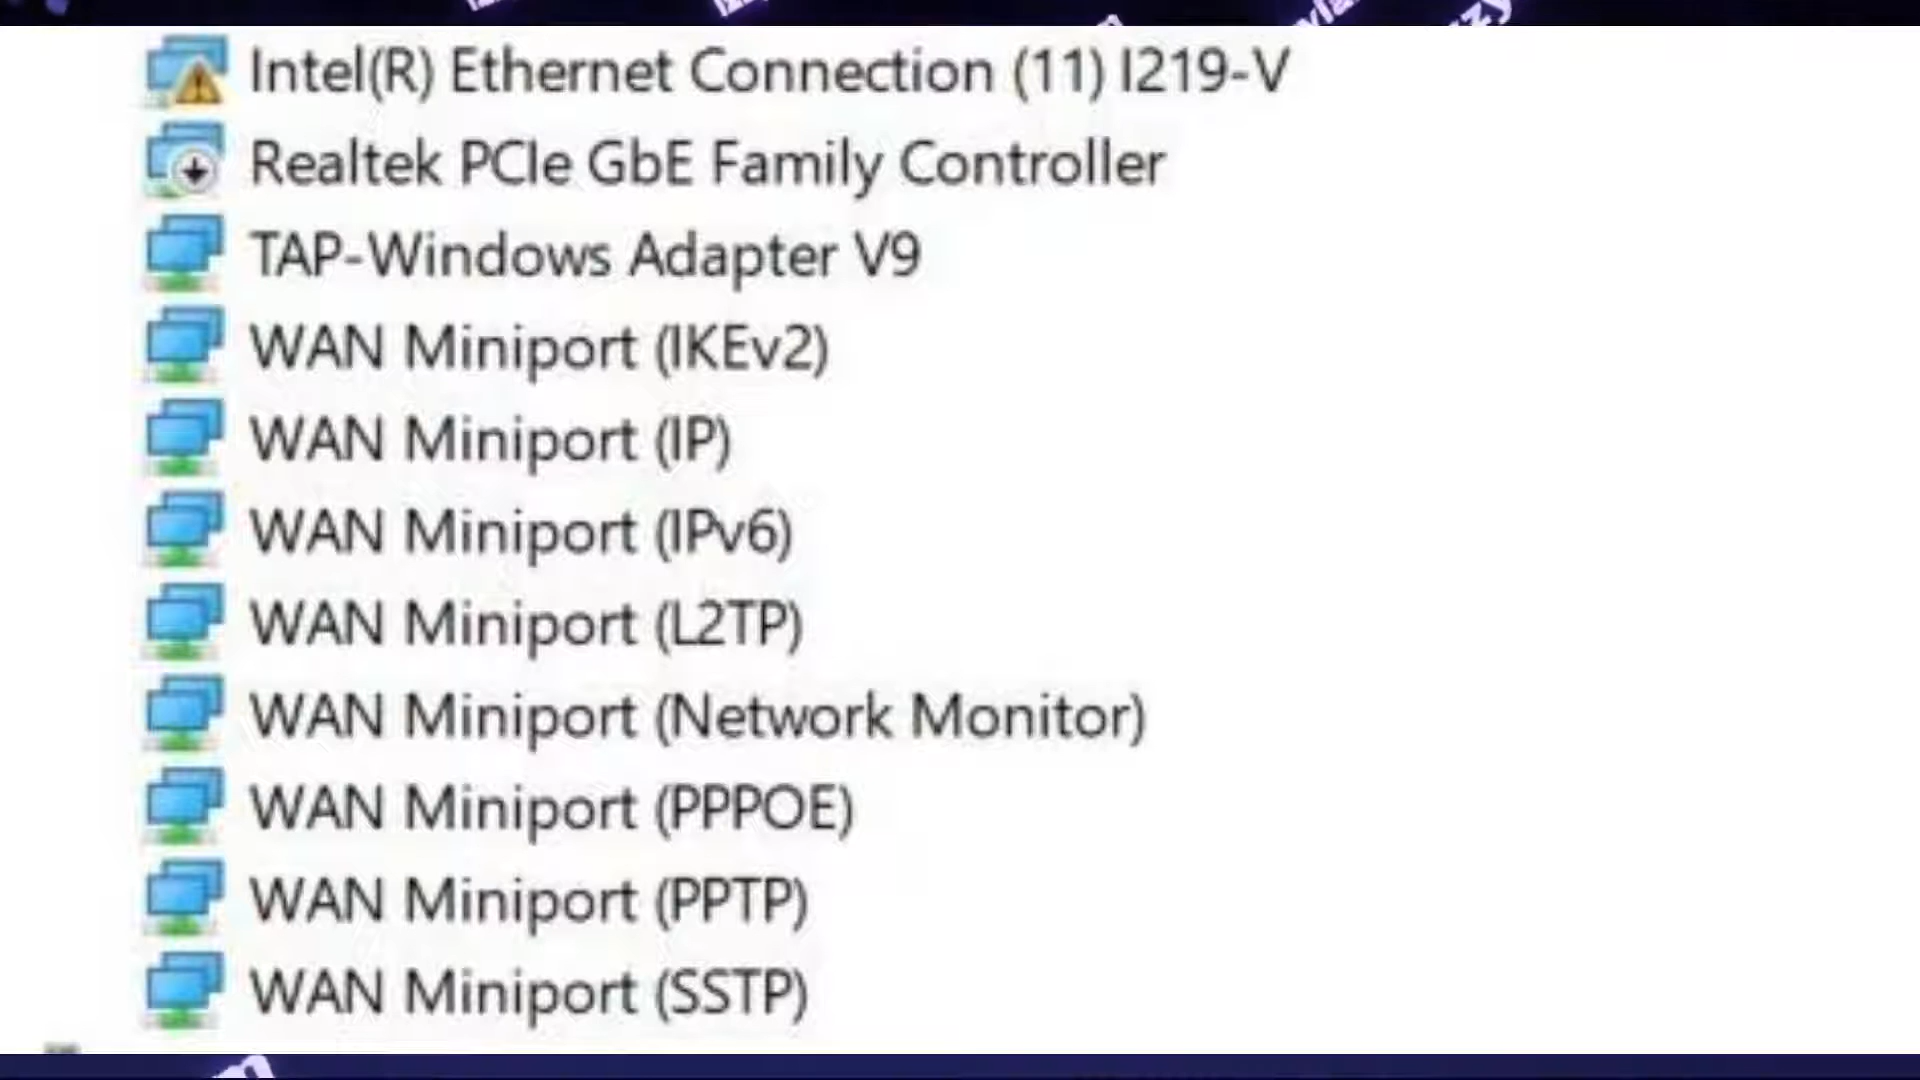 Intel(R) Ethernet Connection (11) I219-V
Realtek PCIe GbE Family Controller
TAP-Windows Adapter V9
WAN Miniport (IKEv2)
WAN Miniport (IP)
WAN Miniport (IPv6)
WAN Miniport (L2TP)
WAN Miniport (Network Monitor)
WAN Miniport (PPPOE)
WAN Miniport (PPTP)
WAN Miniport (SSTP)